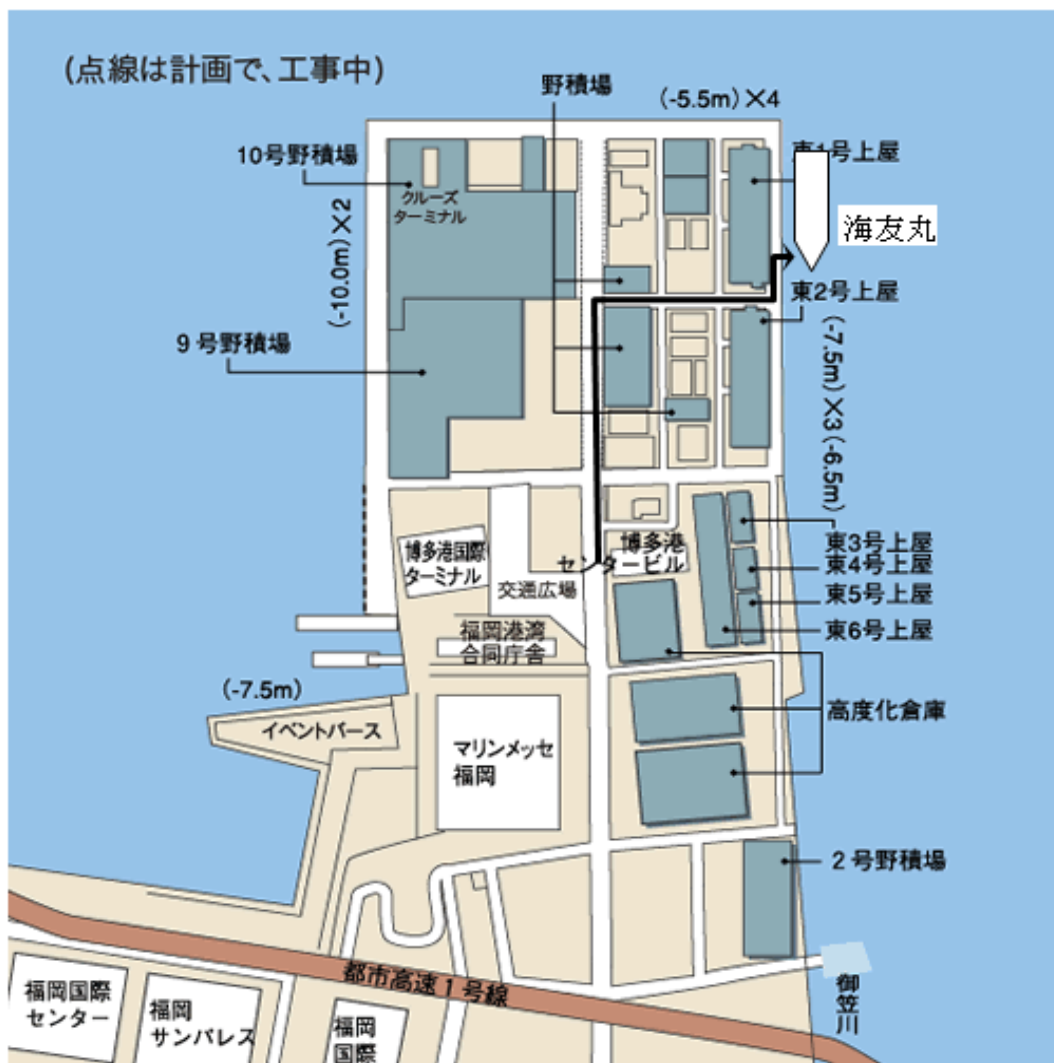 (点線は計画で、工事中)
野積場
(-5.5m)×4
10号野積場
東1号上屋
クルーズ
ターミナル
(-10.0m)×2
海友丸
東2号上屋
9号野積場
(-7.5m)×3(-6.5m)
博多港国際
ターミナル
博多港
センタービル
東3号上屋
東4号上屋
交通広場
東5号上屋
福岡港湾
合同庁舎
東6号上屋
(-7.5m)
イベントバース
高度化倉庫
マリンメッセ
福岡
2号野積場
都市高速1号線
御笠川
福岡国際
センター
福岡
サンパレス
福岡
国際